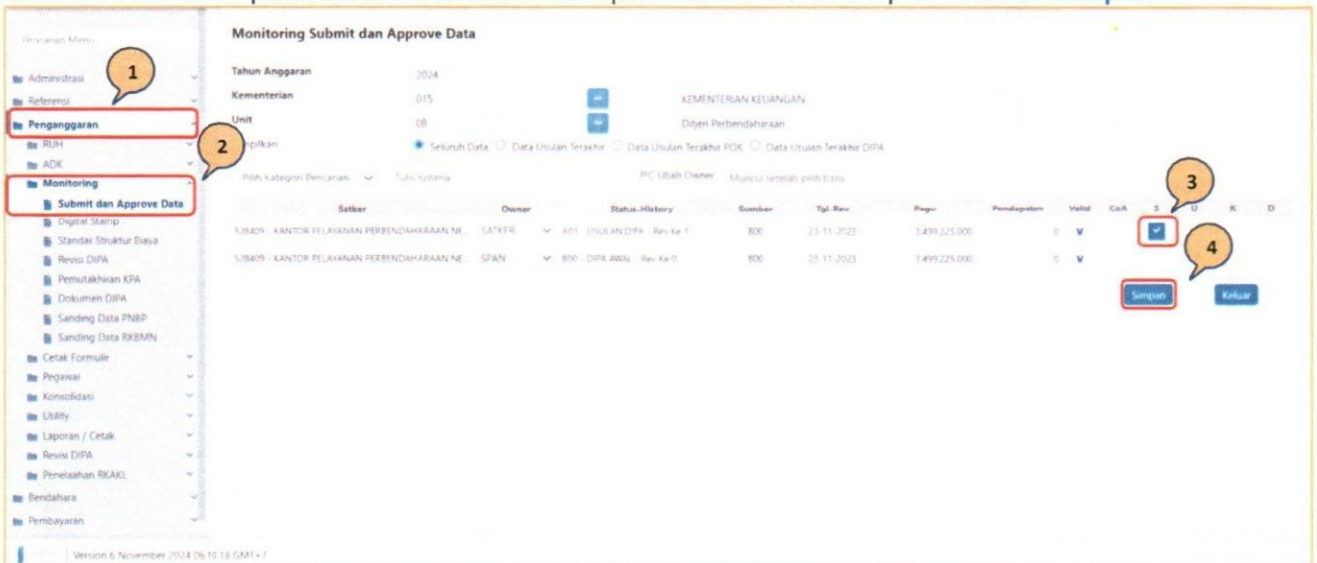 Pencarian Menu
Administrasi
Referensi
Penganggaran
RUH
ADK
Monitoring
Submit dan Approve Data
Digital Stamp
Standar Struktur Biaya
Revisi DIPA
Pemutakhiran KPA
Dokumen DIPA
Sanding Data PNBP
Sanding Data RKBMN
Cetak Formulir
Pegawai
Konsolidasi
Utility
Laporan / Cetak
Revisi DIPA
Penelaahan RKAKL
Bendahara
Pembayaran
1
2
Monitoring Submit dan Approve Data
Tahun Anggaran 2024
Kementerian 015 KEMENTERIAN KEUANGAN
Unit 08 Ditjen Perbendaharaan
Seluruh Data Data Usulan Terakhir Data Usulan Terakhir POK Data Usulan Terakhir DIPA
Pilih Kategori Pencarian Tulis Kriteria PIC Ubah Owner Muncul setelah pilih baris
3
Satker Owner Status-History Sumber Tgl-Rev Pagu Pendapatan Valid CoA S U K D
528409 - KANTOR PELAYANAN PERBENDAHARAAN NE... SATKER A01 USULAN DIPA - Rev Ke 1 B00 23-11-2023 3.499.225.000 0 V
528409 - KANTOR PELAYANAN PERBENDAHARAAN NE... SPAN B00 DIPA AWAL - Rev Ke 0 B00 23-11-2023 3.499.225.000 0 V
4
Simpan Keluar
Version 6 November 2024 06:10:18 GMT+7